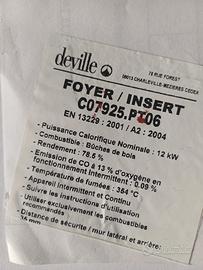 deville
76 RUE FOREST
08013 CHARLEVILLE-MEZIERES CEDEX
FOYER / INSERT
C07925.PZ06
EN 13229 : 2001 / A2 : 2004
- Puissance Calorifique Nominale : 12 kW
- Combustible : Bûches de bois
- Rendement : 78.5 %
- Emission de CO à 13 % d'oxygène en
fonctionnement Intermittent : 0.09 %
- Température de fumées : 354 °C
- Appareil Intermittent et Continu
- Suivre les instructions d'utilisation
- Utiliser exclusivement les combustibles
recommandés
- Distance de sécurité / mur latéral et arrière: